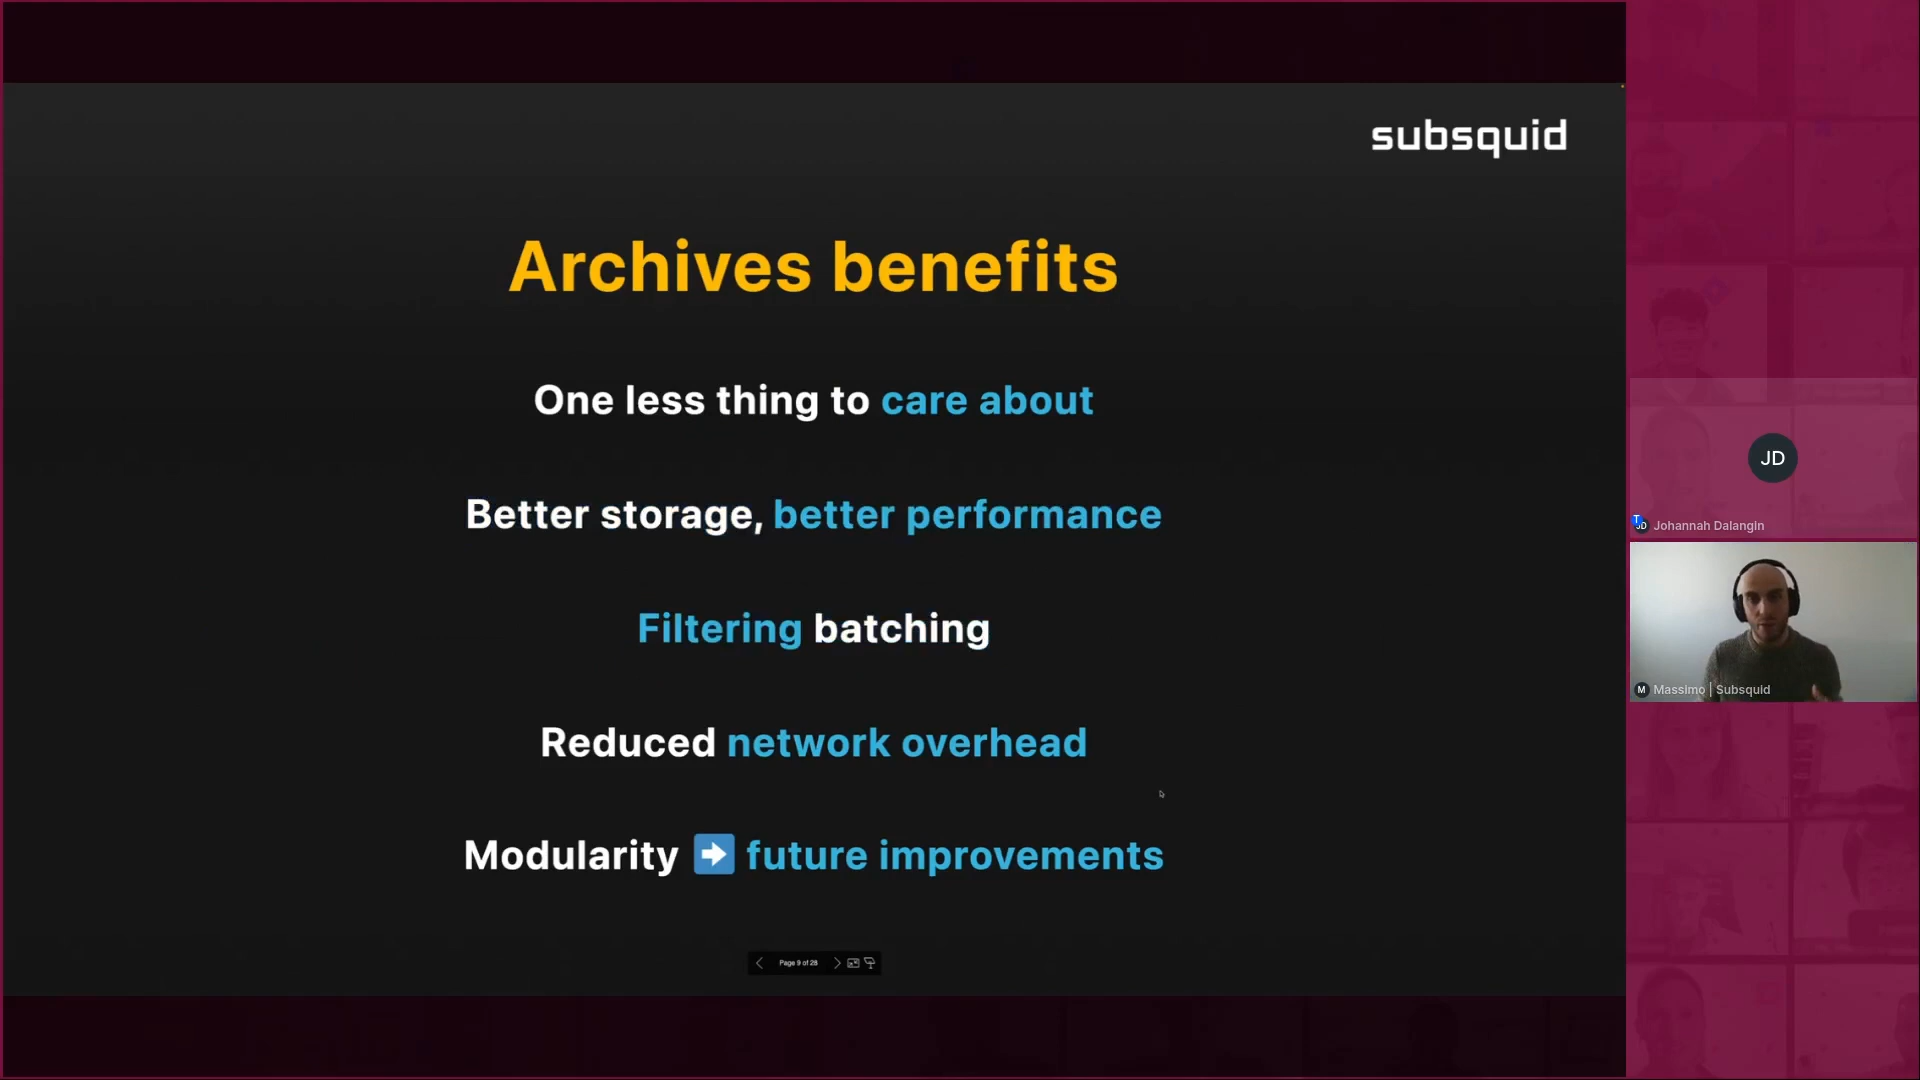 subsquid
Archives benefits
One less thing to care about
Better storage, better performance
Filtering batching
Reduced network overhead
Modularity ➡ future improvements
Page 9 of 28
JD
JD Johannah Dalangin
M Massimo | Subsquid